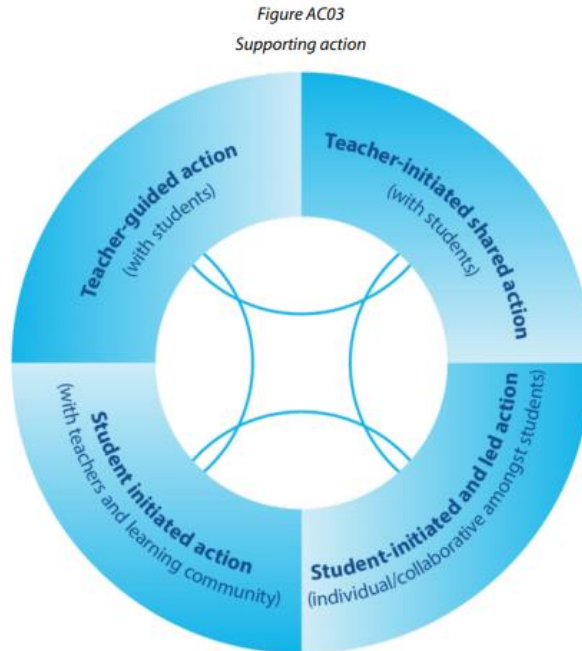 Figure AC03
Supporting action
Teacher-guided action
(with students)
Teacher-initiated shared action
(with students)
Student initiated action
(with teachers and learning community)
Student-initiated and led action
(individual/collaborative amongst students)